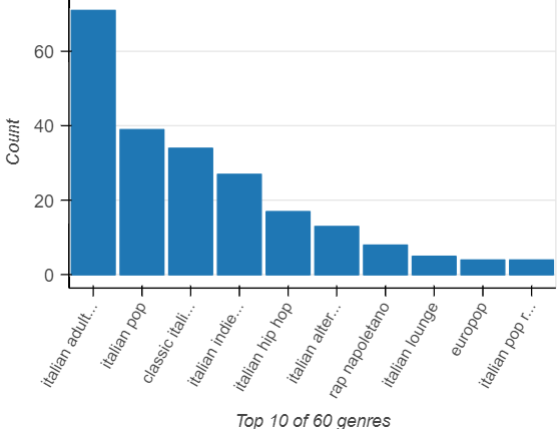 60
40
20
0
Count
italian adult...
italian pop
classic itali...
italian indie...
italian hip hop
italian alter...
rap napoletano
italian lounge
europop
italian pop r...
Top 10 of 60 genres